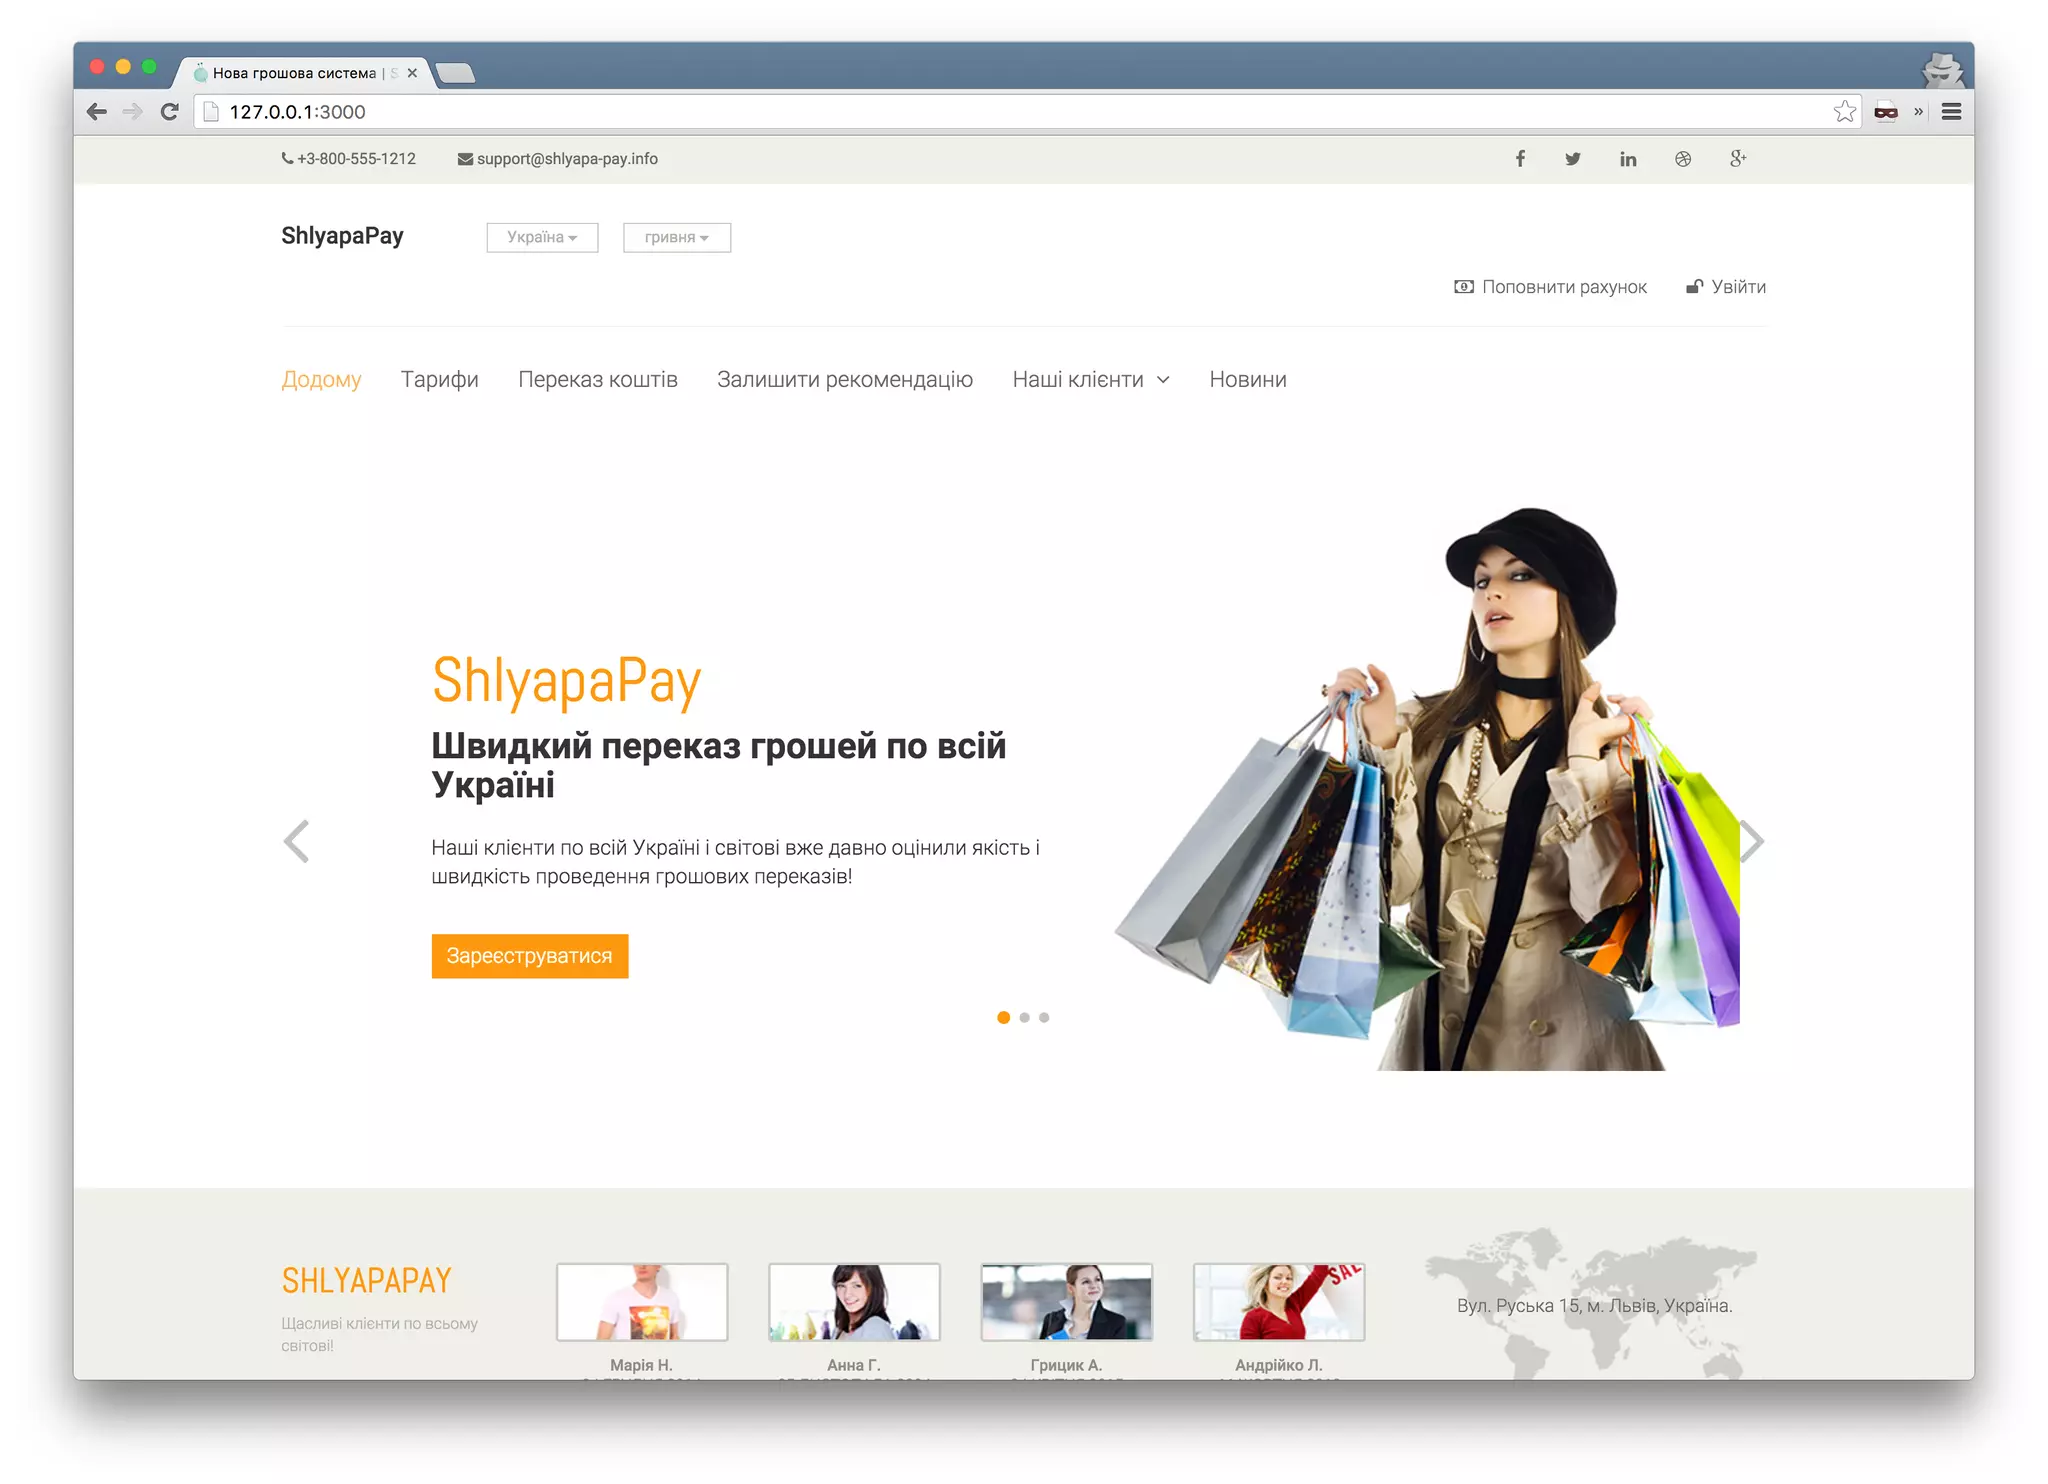 Нова грошова система | S
127.0.0.1:3000
+3-800-555-1212
support@shlyapa-pay.info
ShlyapaPay
Україна
гривня
Поповнити рахунок
Увійти
Додому
Тарифи
Переказ коштів
Залишити рекомендацію
Наші клієнти
Новини
ShlyapaPay
Швидкий переказ грошей по всій
Україні
Наші клієнти по всій Україні і світові вже давно оцінили якість і
швидкість проведення грошових переказів!
Зареєструватися
SHLYAPAPAY
Щасливі клієнти по всьому
світові!
SAL
Вул. Руська 15, м. Львів, Україна.
Марія Н.
Анна Г.
Грицик А.
Андрійко Л.